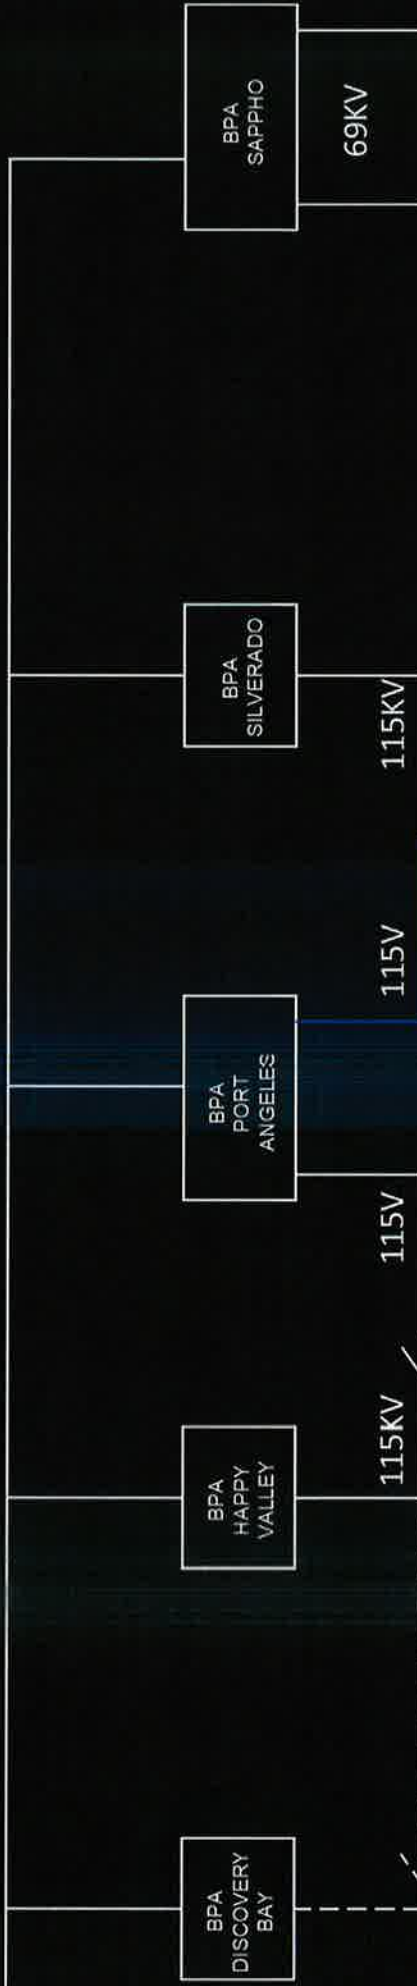 BPA
DISCOVERY
BAY
BPA
HAPPY
VALLEY
115KV
BPA
PORT
ANGELES
115V
115V
BPA
SILVERADO
115KV
BPA
SAPPHO
69KV